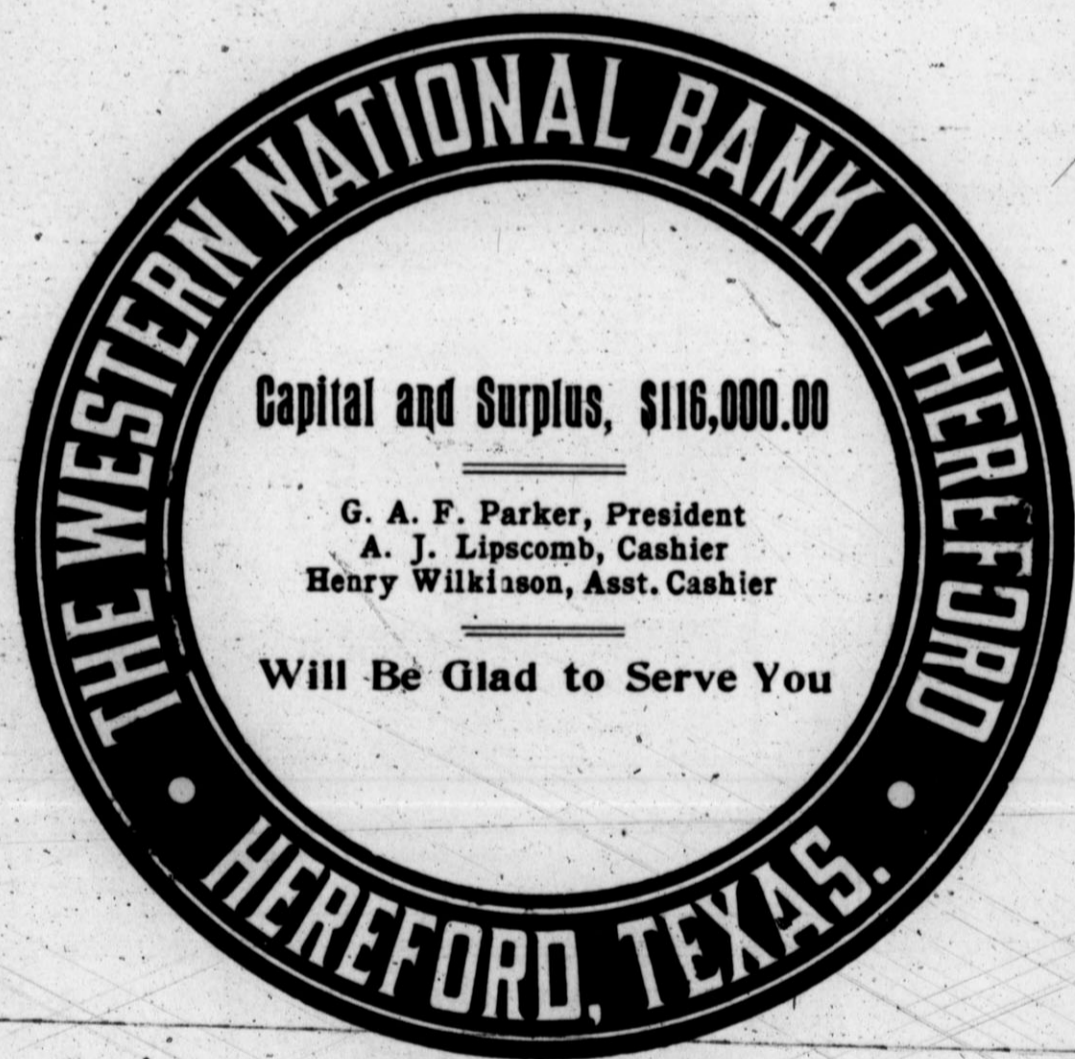 THE WESTERN NATIONAL BANK OF HEREFORD
Capital and Surplus, $116,000.00
G. A. F. Parker, President
A. J. Lipscomb, Cashier
Henry Wilkinson, Asst. Cashier
Will Be Glad to Serve You
HEREFORD, TEXAS.